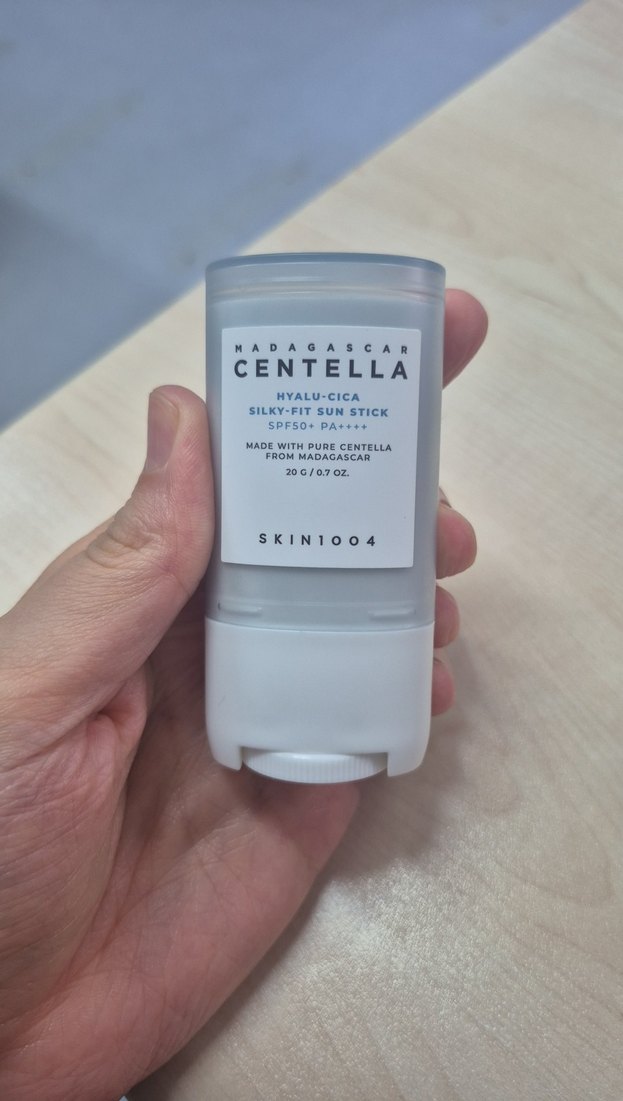 MADAGASCAR
CENTELLA
HYALU-CICA
SILKY-FIT SUN STICK
SPF50+ PA++++
MADE WITH PURE CENTELLA
FROM MADAGASCAR
20 G / 0.7 OZ.
SKIN1004